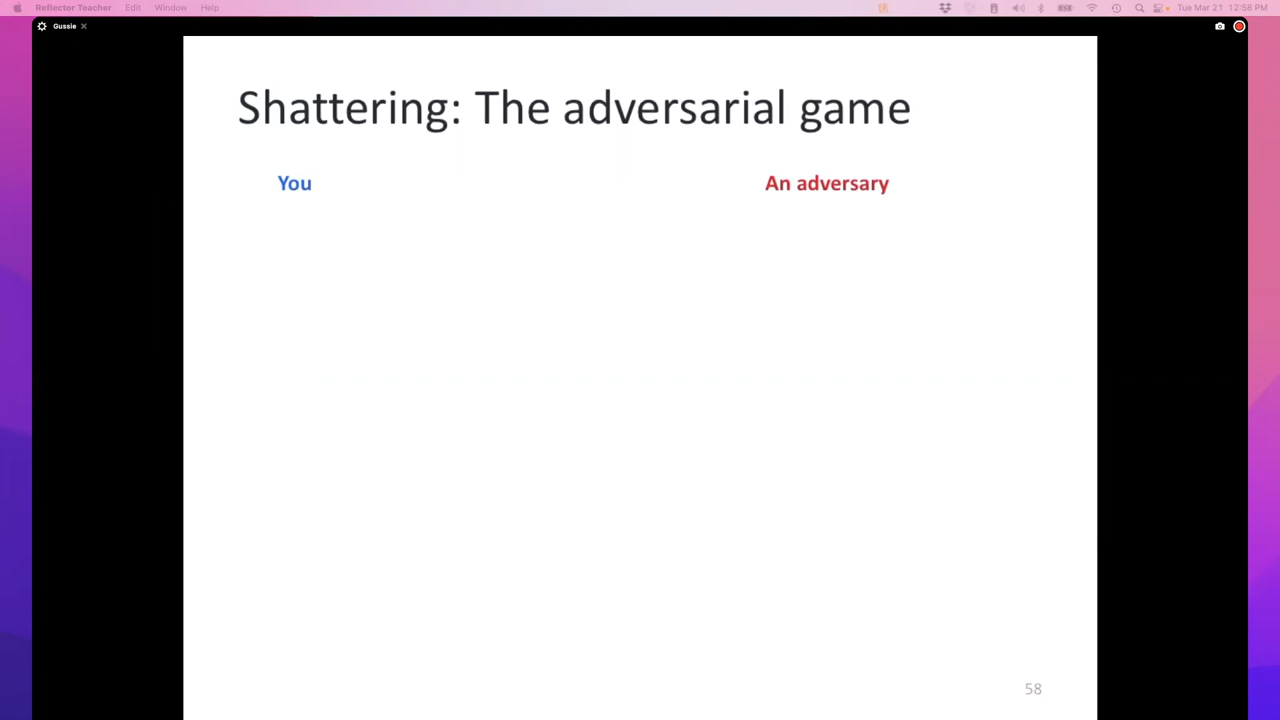 Reflector Teacher Edit Window Help Tue Mar 21 12:58 PM
Gussie
Shattering: The adversarial game
You An adversary
58